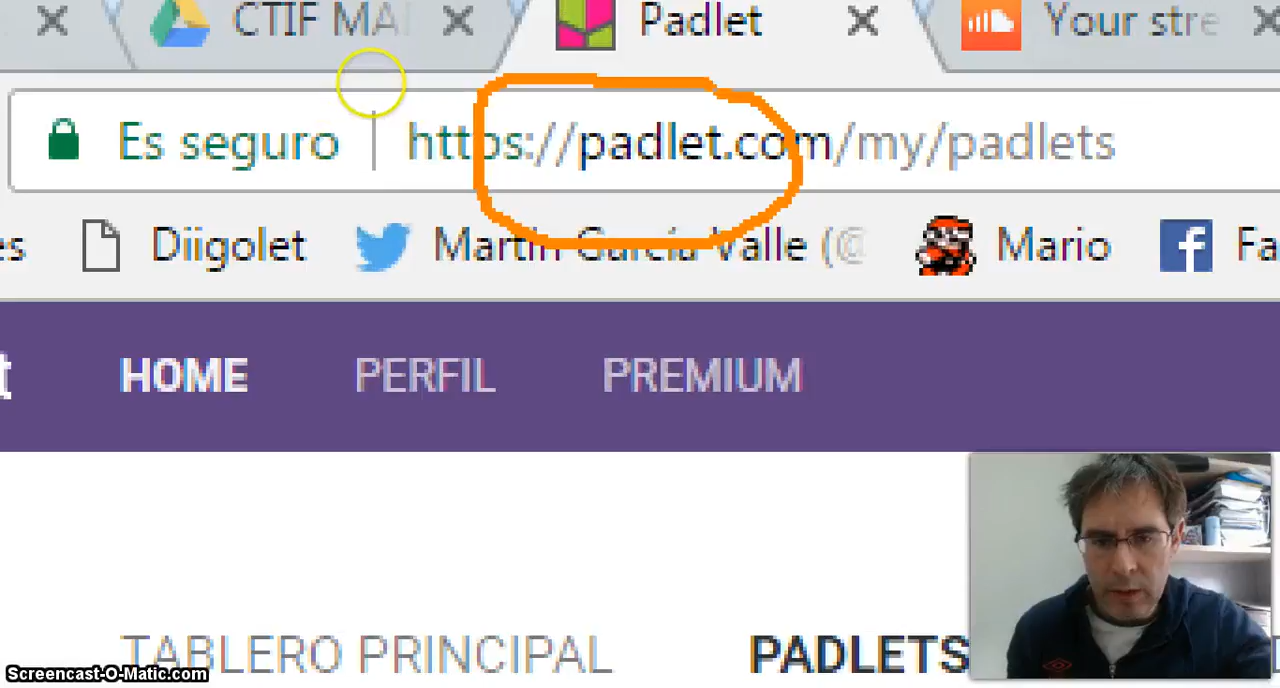 CTIF MA Padlet Your stre
Es seguro https://padlet.com/my/padlets
es Diigolet Martín García Valle (@ Mario Fa
t HOME PERFIL PREMIUM
TABLERO PRINCIPAL PADLETS
Screencast-O-Matic.com